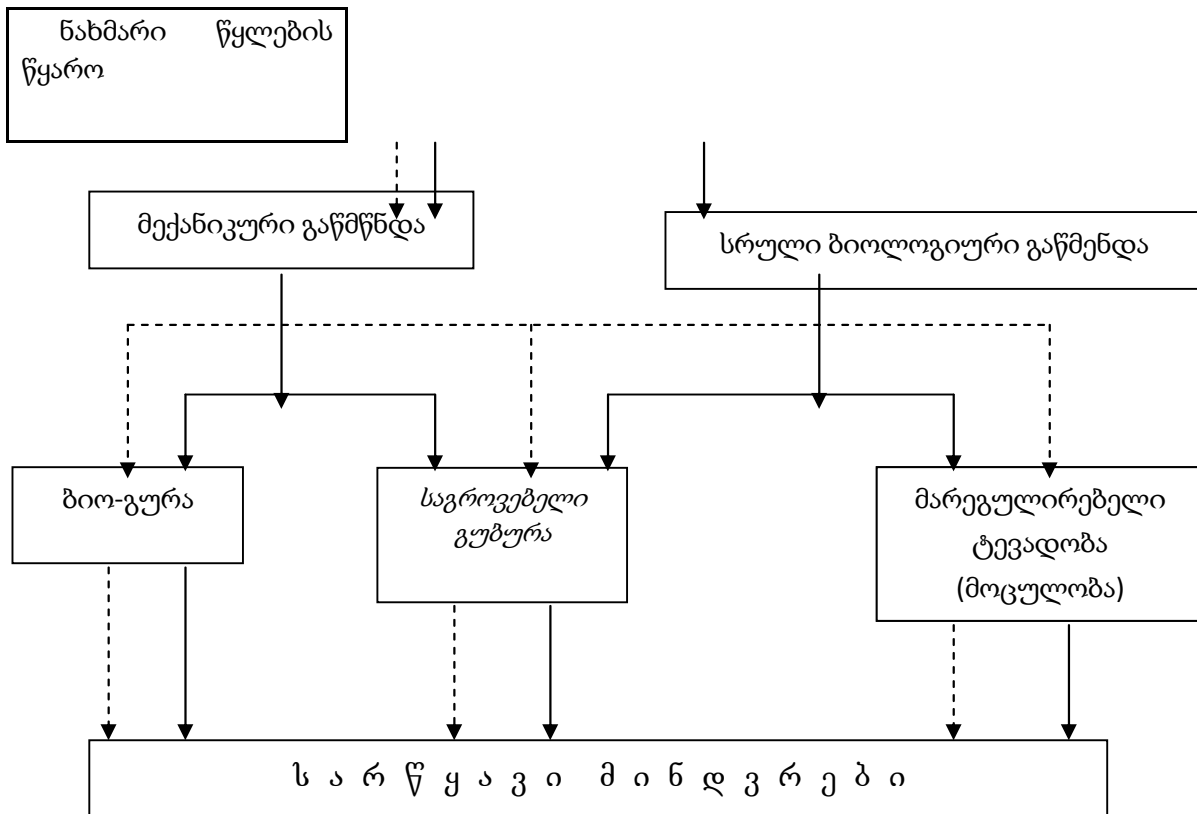 ნახმარი წყლების
წყარო
მექანიკური გაწმწნდა
სრული ბიოლოგიური გაწმენდა
ბიო-გურა
საგროვებელი
გუბურა
მარეგულირებელი
ტევადობა
(მოცულობა)
ს ა რ წ ყ ა ვ ი მ ი ნ დ ვ რ ე ბ ი